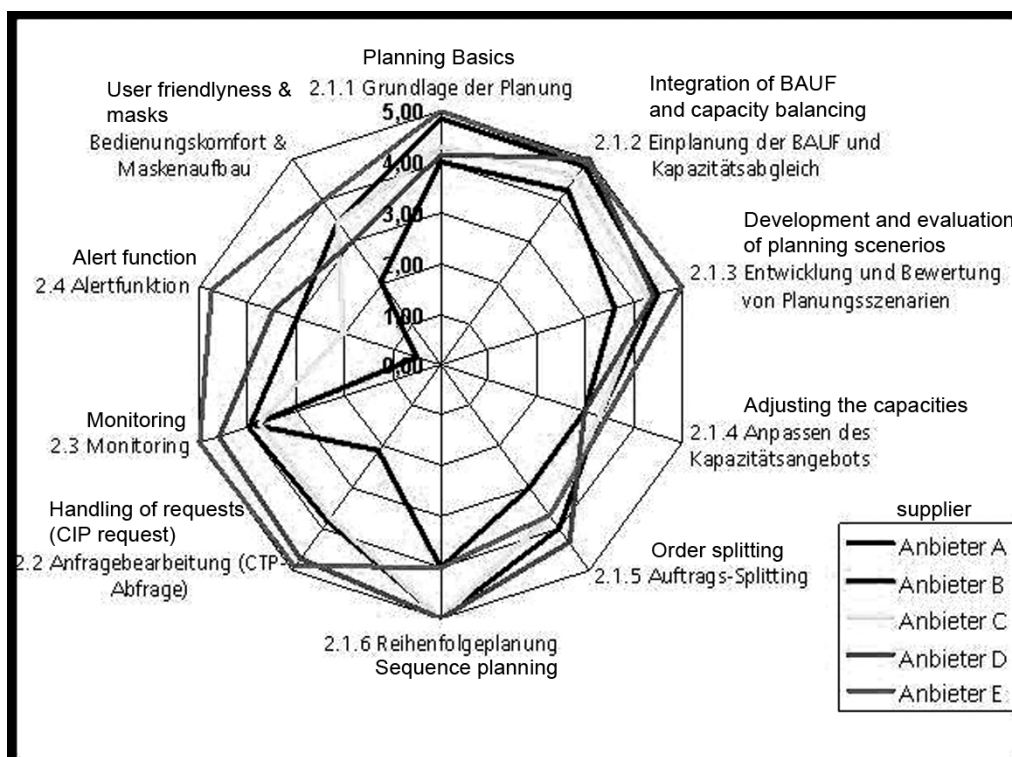 Planning Basics
2.1.1 Grundlage der Planung
Integration of BAUF
and capacity balancing
2.1.2 Einplanung der BAUF und
Kapazitätsabgleich
Development and evaluation
of planning scenerios
2.1.3 Entwicklung und Bewertung
von Planungsszenarien
Adjusting the capacities
2.1.4 Anpassen des
Kapazitätsangebots
Order splitting
2.1.5 Auftrags-Splitting
2.1.6 Reihenfolgeplanung
Sequence planning
Handling of requests
(CIP request)
2.2 Anfragebearbeitung (CTP-
Abfrage)
Monitoring
2.3 Monitoring
Alert function
2.4 Alertfunktion
User friendlyness &
masks
Bedienungskomfort &
Maskenaufbau
5,00
4,00
3,00
2,00
1,00
0,00
supplier
Anbieter A
Anbieter B
Anbieter C
Anbieter D
Anbieter E